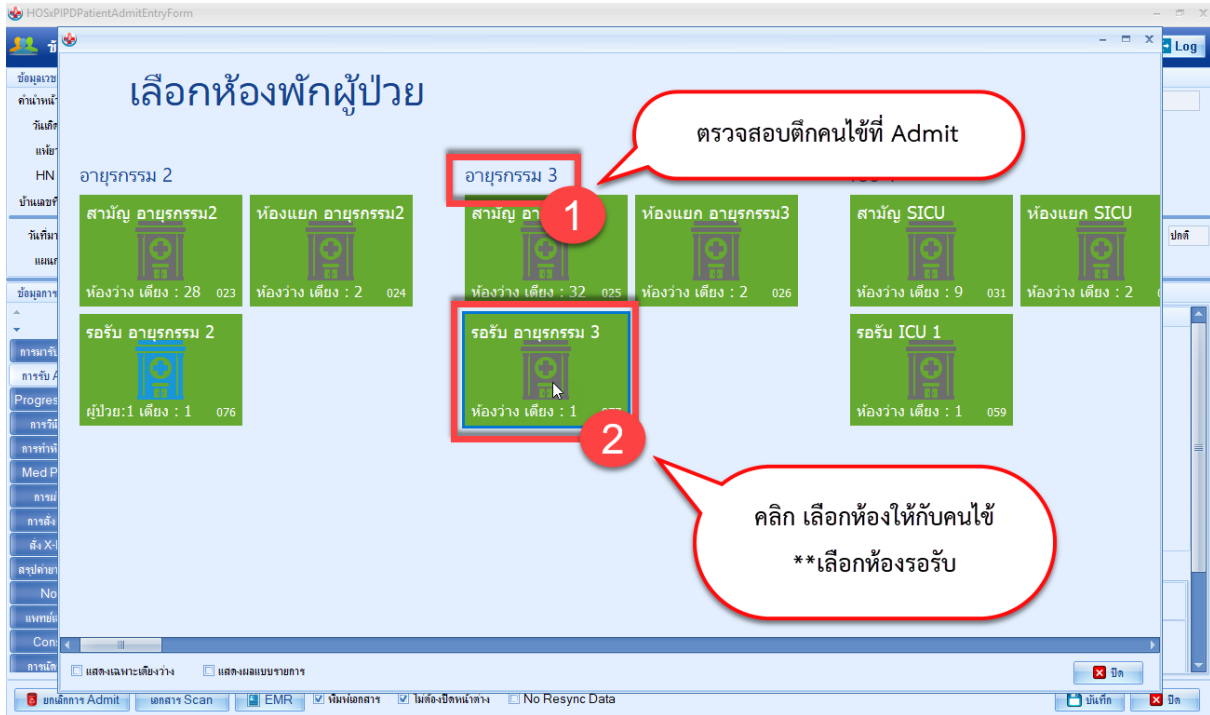 HOSxPIPDPatientAdmitEntryForm
Log
เลือกห้องพักผู้ป่วย
ตรวจสอบตึกคนไข้ที่ Admit
HN
ปกติ
อายุรกรรม 2
อายุรกรรม 3
1
สามัญ อายุรกรรม2
ห้องว่าง เตียง : 28 023
ห้องแยก อายุรกรรม2
ห้องว่าง เตียง : 2 024
สามัญ
ห้องว่าง เตียง : 32 025
ห้องแยก อายุรกรรม3
ห้องว่าง เตียง : 2 026
สามัญ SICU
ห้องว่าง เตียง : 9 031
ห้องแยก SICU
ห้องว่าง เตียง : 2
รอรับ อายุรกรรม 2
ผู้ป่วย:1 เตียง : 1 076
รอรับ อายุรกรรม 3
ห้องว่าง เตียง : 1
2
รอรับ ICU 1
ห้องว่าง เตียง : 1 059
คลิก เลือกห้องให้กับคนไข้
**เลือกห้องรอรับ
แสดงเฉพาะเตียงว่าง
แสดงผลแบบรายการ
ปิด
ยกเลิกการ Admit
เอกสาร Scan
EMR
พิมพ์เอกสาร
ไม่ต้องปิดหน้าต่าง
No Resync Data
บันทึก
ปิด